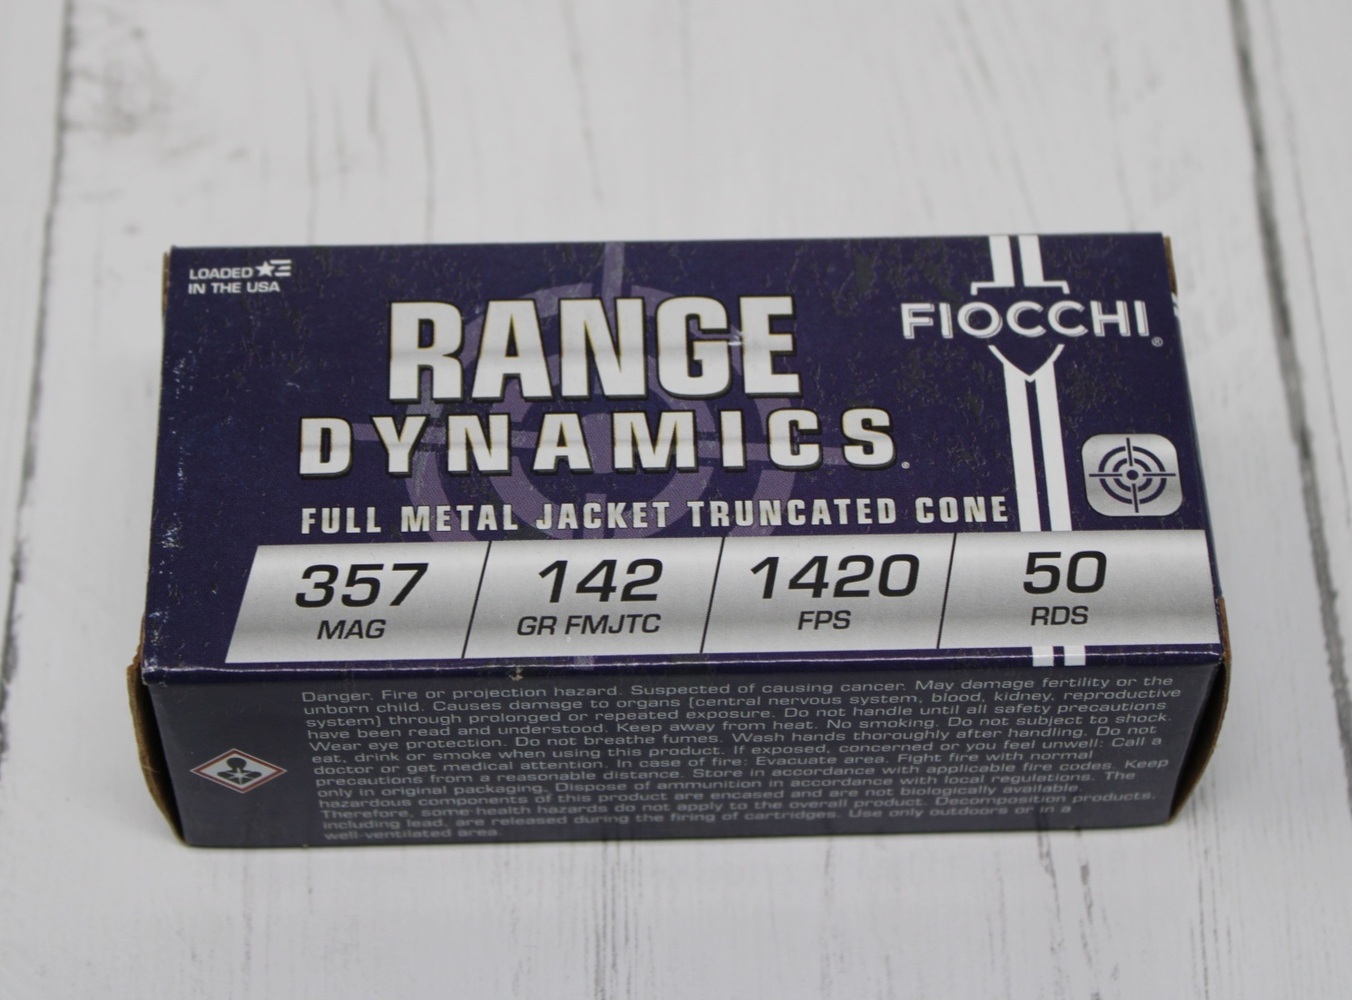 LOADED
IN THE USA
RANGE
DYNAMICS
FIOCCHI®
FULL METAL JACKET TRUNCATED CONE
357
MAG
142
GR FMJTC
1420
FPS
50
RDS
Danger. Fire or projection hazard. Suspected of causing cancer. May damage fertility or the
unborn child. Causes damage to organs (central nervous system, blood, kidney, reproductive
system) through prolonged or repeated exposure. Do not handle until all safety precautions
have been read and understood. Keep away from heat. No smoking. Do not subject to shock.
Wear eye protection. Do not breathe fumes. Wash hands thoroughly after handling. Do not
eat, drink or smoke when using this product. If exposed, concerned or you feel unwell: Call a
doctor or get medical attention. In case of fire: Evacuate area. Fight fire with normal
precautions from a reasonable distance. Store in accordance with applicable fire codes. Keep
only in original packaging. Dispose of ammunition in accordance with local regulations. The
hazardous components of this product are encased and are not biologically available.
Therefore, some health hazards do not apply to the overall product. Decomposition products,
including lead, are released during the firing of cartridges. Use only outdoors or in a
well-ventilated area.